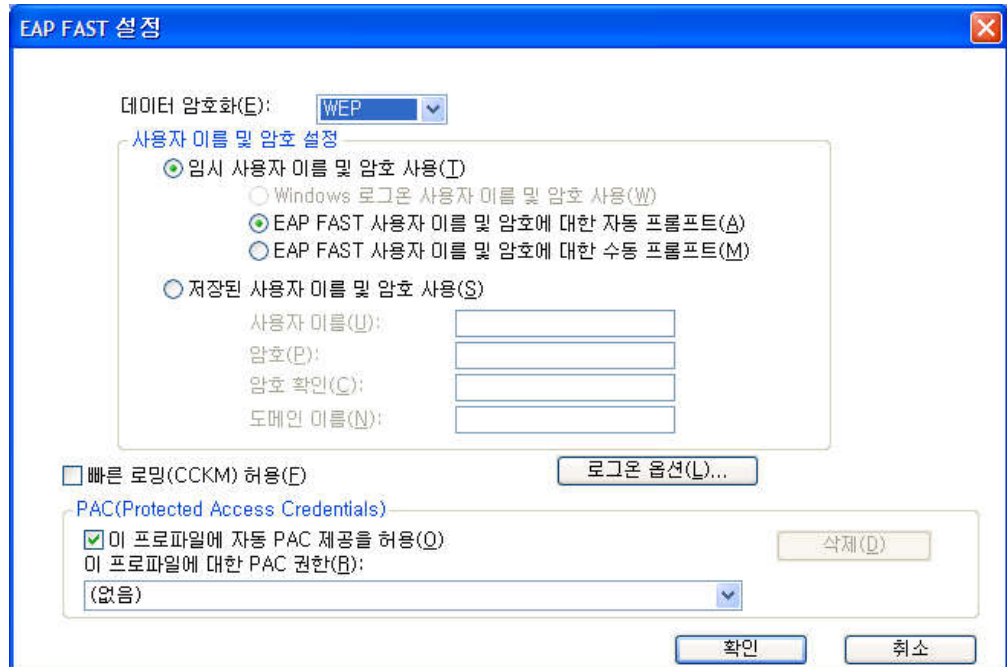 EAP FAST 설정
데이터 암호화(E): WEP
사용자 이름 및 암호 설정
임시 사용자 이름 및 암호 사용(T)
Windows 로그온 사용자 이름 및 암호 사용(W)
EAP FAST 사용자 이름 및 암호에 대한 자동 프롬프트(A)
EAP FAST 사용자 이름 및 암호에 대한 수동 프롬프트(M)
저장된 사용자 이름 및 암호 사용(S)
사용자 이름(U):
암호(P):
암호 확인(C):
도메인 이름(N):
빠른 로밍(CCKM) 허용(F) 로그온 옵션(L)...
PAC(Protected Access Credentials)
이 프로파일에 자동 PAC 제공을 허용(O) 삭제(D)
이 프로파일에 대한 PAC 권한(R):
(없음)
확인 취소